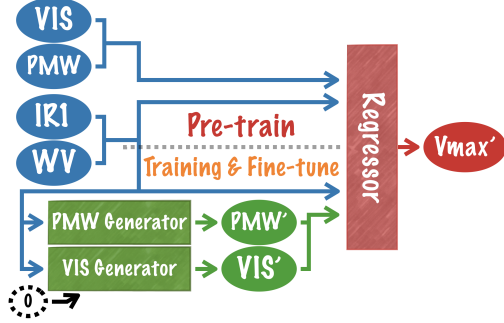 VIS
PMW
IR1
WV
Pre-train
Training & Fine-tune
Regressor
Vmax'
PMW Generator
PMW'
VIS Generator
VIS'
0